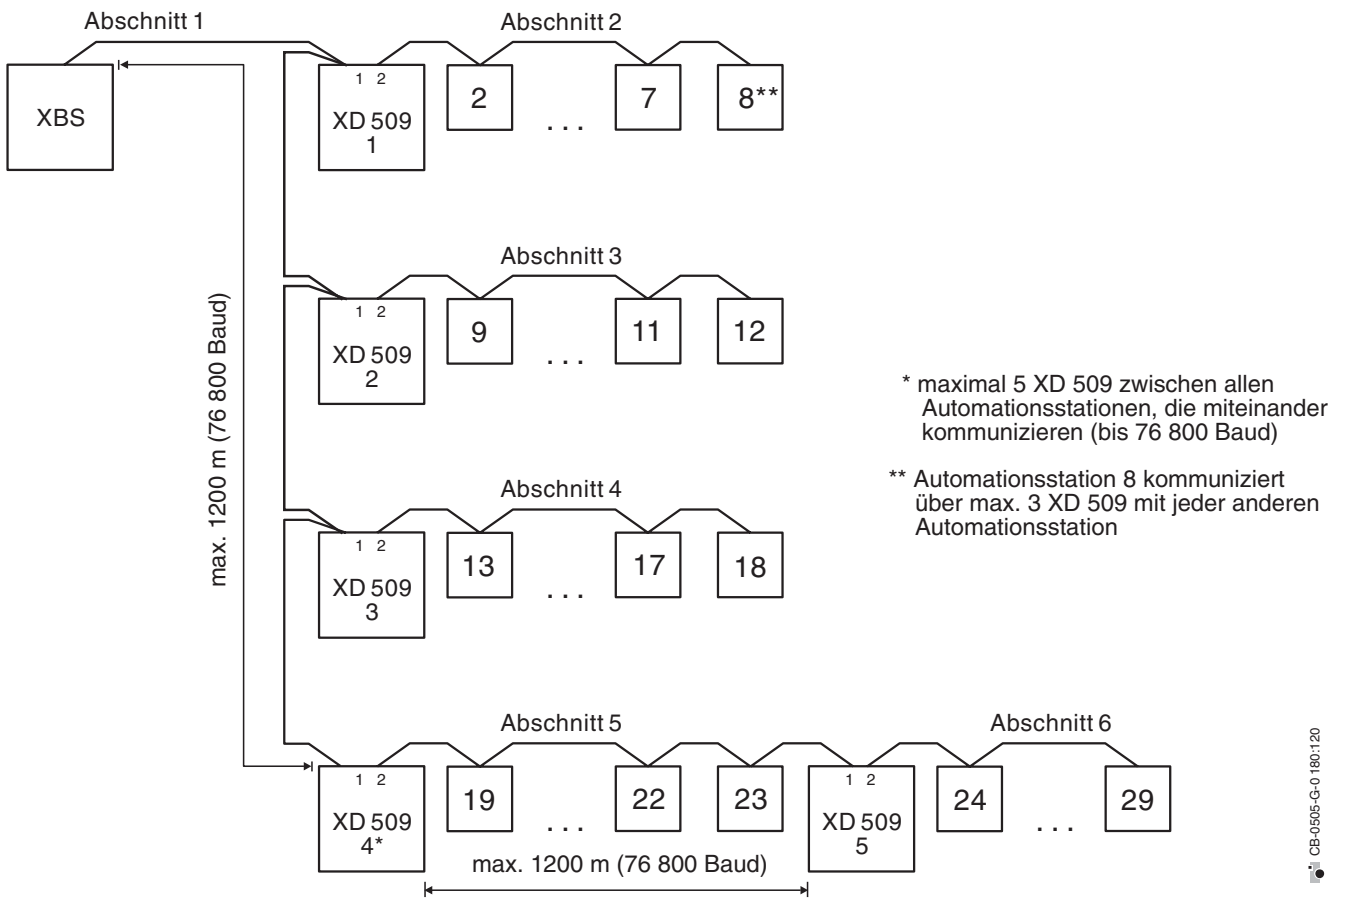 Abschnitt 1
Abschnitt 2
XBS
1 2
XD 509
1
2
. . .
7
8**
Abschnitt 3
1 2
XD 509
2
9
. . .
11
12
max. 1200 m (76 800 Baud)
* maximal 5 XD 509 zwischen allen
Automationsstationen, die miteinander
kommunizieren (bis 76 800 Baud)
** Automationsstation 8 kommuniziert
über max. 3 XD 509 mit jeder anderen
Automationsstation
Abschnitt 4
1 2
XD 509
3
13
. . .
17
18
Abschnitt 5
Abschnitt 6
1 2
XD 509
4*
19
. . .
22
23
1 2
XD 509
5
24
. . .
29
max. 1200 m (76 800 Baud)
CB-0505-G-0 180:120